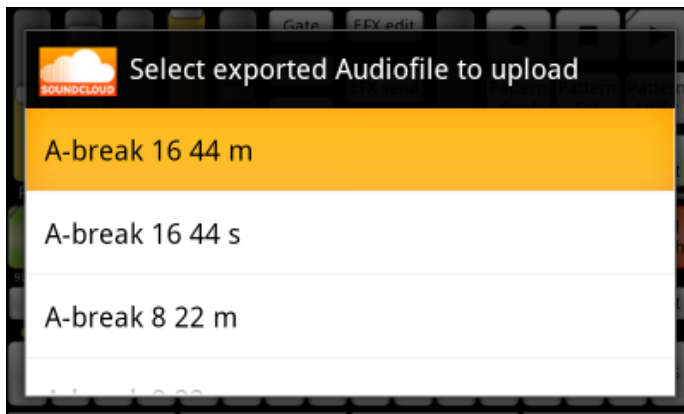 Gate EFX edit
SOUNDCLOUD Select exported Audiofile to upload
A-break 16 44 m
A-break 16 44 s
A-break 8 22 m